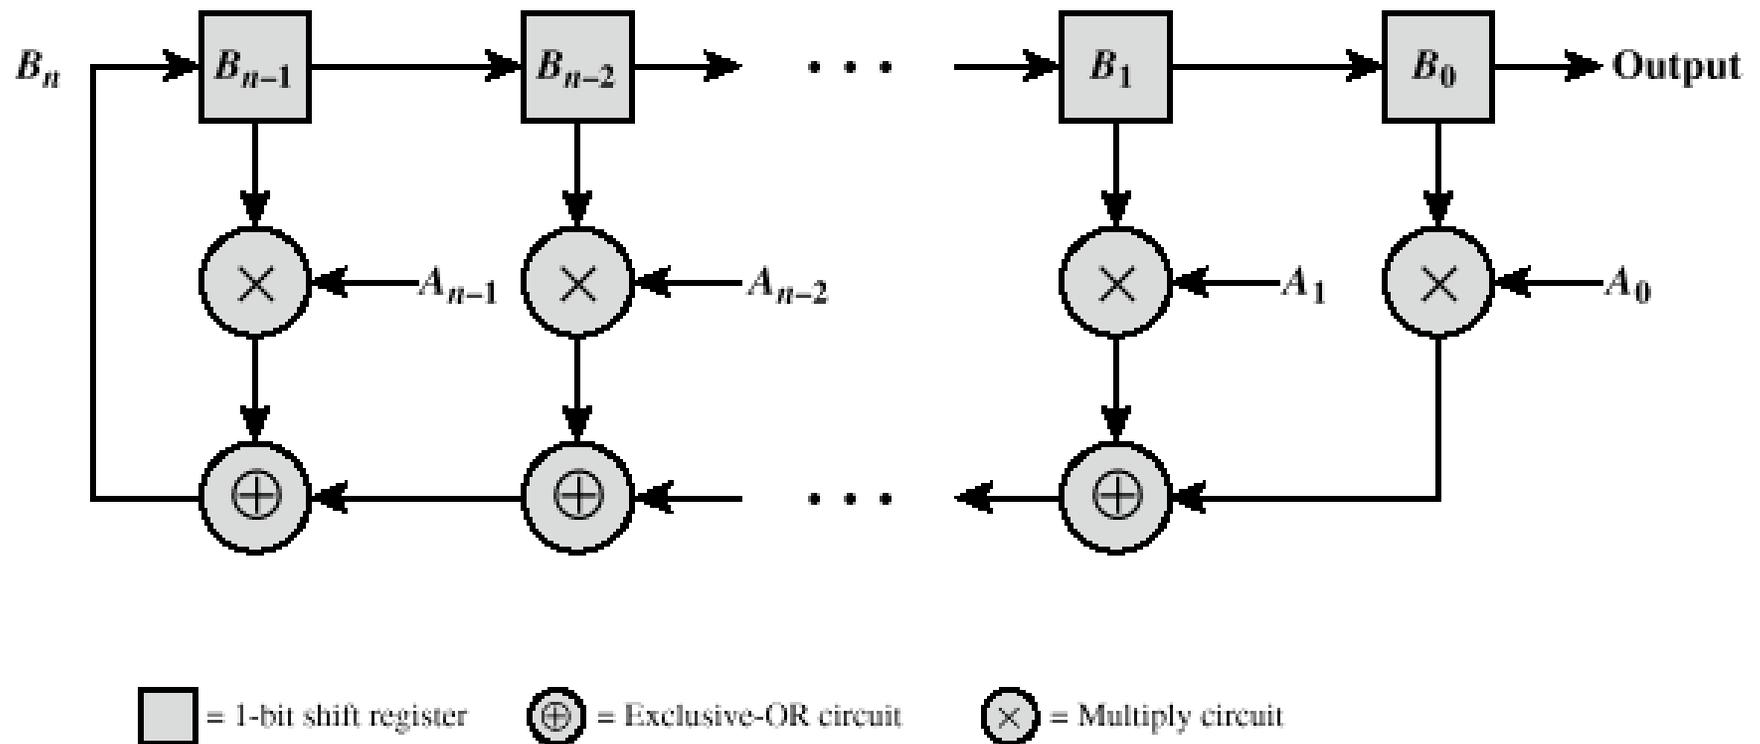 Bₙ Bₙ₋₁ Bₙ₋₂ · · · B₁ B₀ Output
× Aₙ₋₁ × Aₙ₋₂ × A₁ × A₀
⊕ ⊕ · · · ⊕
= 1-bit shift register ⊕ = Exclusive-OR circuit × = Multiply circuit